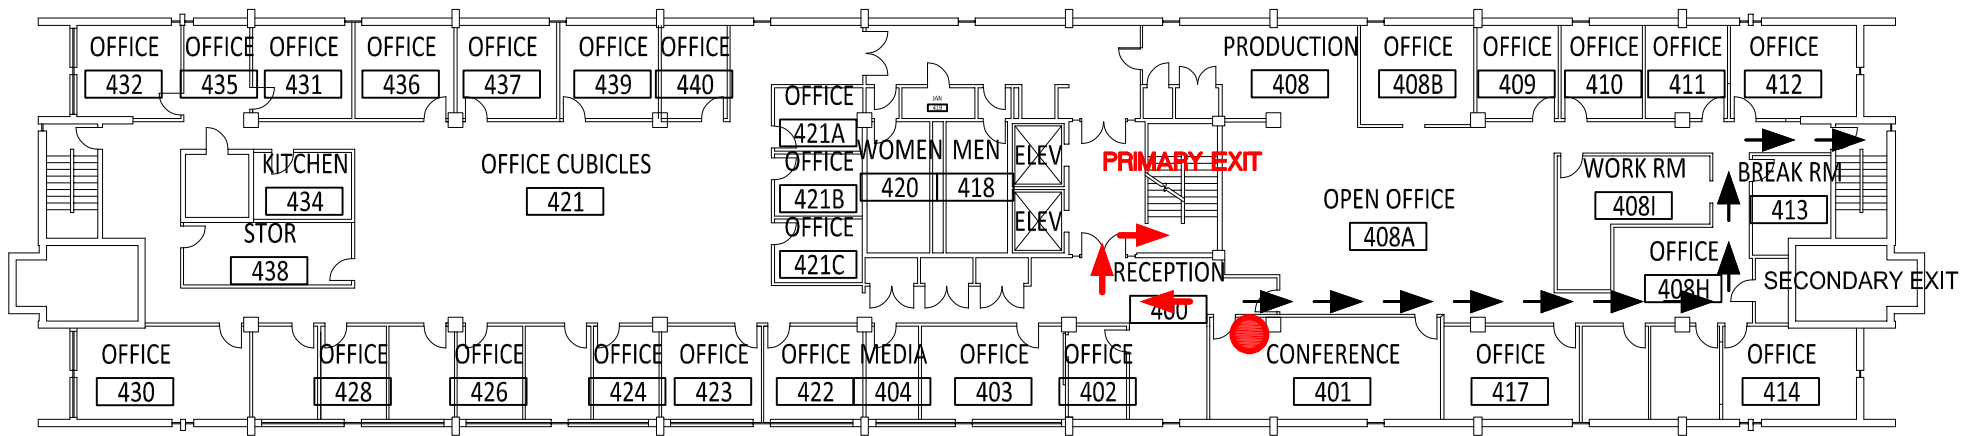 OFFICE
432
OFFICE
435
OFFICE
431
OFFICE
436
OFFICE
437
OFFICE
439
OFFICE
440
PRODUCTION
408
OFFICE
408B
OFFICE
409
OFFICE
410
OFFICE
411
OFFICE
412
JAN
419
OFFICE
421A
OFFICE
421B
OFFICE
421C
KITCHEN
434
STOR
438
OFFICE CUBICLES
421
WOMEN
420
MEN
418
ELEV
ELEV
PRIMARY EXIT
OPEN OFFICE
408A
WORK RM
408I
BREAK RM
413
OFFICE
408H
SECONDARY EXIT
RECEPTION
400
OFFICE
430
OFFICE
428
OFFICE
426
OFFICE
424
OFFICE
423
OFFICE
422
MEDIA
404
OFFICE
403
OFFICE
402
CONFERENCE
401
OFFICE
417
OFFICE
414